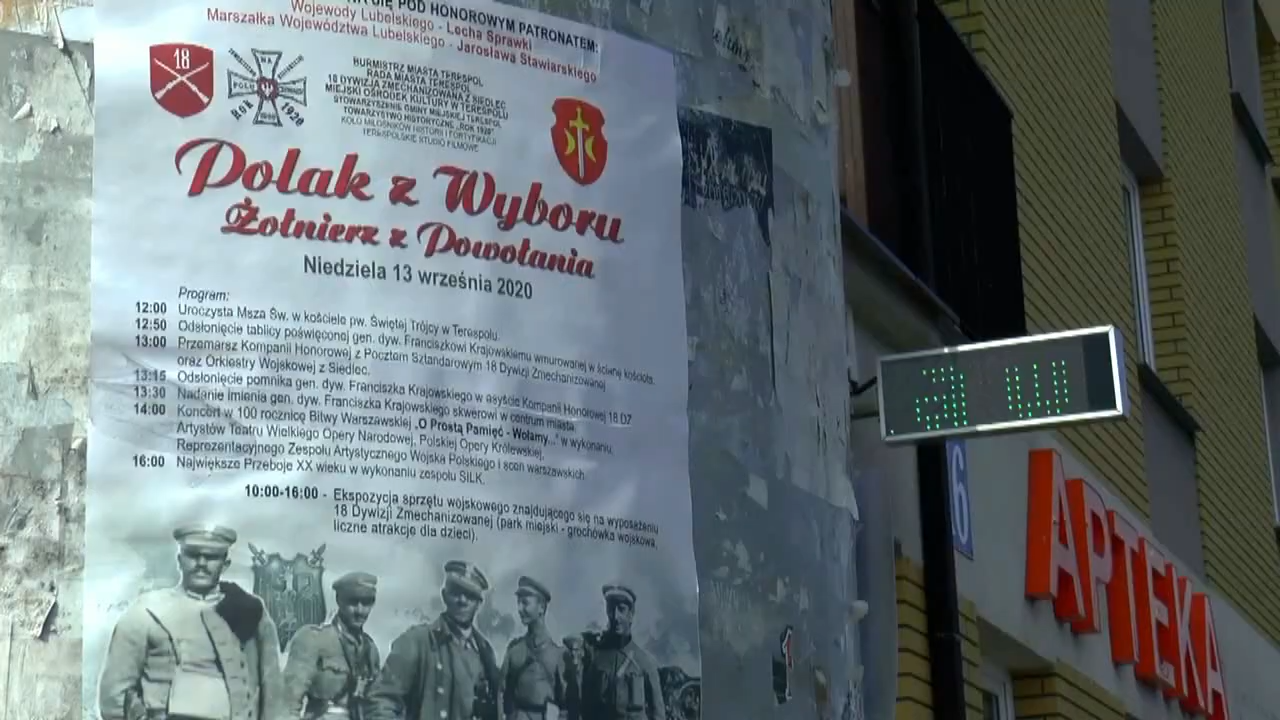 SIĘ POD HONOROWYM PATRONATEM:
Wojewody Lubelskiego - Lecha Sprawki
Marszałka Województwa Lubelskiego - Jarosława Stawiarskiego
18
ROK 1920
BURMISTRZ MIASTA TERESPOL
RADA MIASTA TERESPOL
18 DYWIZJA ZMECHANIZOWANA Z SIEDLEC
MIEJSKI OŚRODEK KULTURY W TERESPOLU
STOWARZYSZENIE GMINY MIEJSKIEJ TERESPOL
TOWARZYSTWO HISTORYCZNE „ROK 1920”
KOŁO MIŁOŚNIKÓW HISTORII I FORTYFIKACJI
TERESPOLSKIE STUDIO FILMOWE
Polak z Wyboru
Żołnierz z Powołania
Niedziela 13 września 2020
Program:
12:00 Uroczysta Msza Św. w kościele pw. Świętej Trójcy w Terespolu.
12:50 Odsłonięcie tablicy poświęconej gen. dyw. Franciszkowi Krajowskiemu wmurowanej w ścianę kościoła.
13:00 Przemarsz Kompanii Honorowej z Pocztem Sztandarowym 18 Dywizji Zmechanizowanej
oraz Orkiestry Wojskowej z Siedlec.
13:15 Odsłonięcie pomnika gen. dyw. Franciszka Krajowskiego w asyście Kompanii Honorowej 18 DZ
13:30 Nadanie imienia gen. dyw. Franciszka Krajowskiego skwerowi w centrum miasta.
14:00 Koncert w 100 rocznicę Bitwy Warszawskiej „O Prostą Pamięć - Wołamy...” w wykonaniu
Artystów Teatru Wielkiego Opery Narodowej, Polskiej Opery Królewskiej,
Reprezentacyjnego Zespołu Artystycznego Wojska Polskiego i scen warszawskich.
16:00 Największe Przeboje XX wieku w wykonaniu zespołu SILK.
10:00-16:00 - Ekspozycja sprzętu wojskowego znajdującego się na wyposażeniu
18 Dywizji Zmechanizowanej (park miejski - grochówka wojskowa,
liczne atrakcje dla dzieci).
6
APTEKA